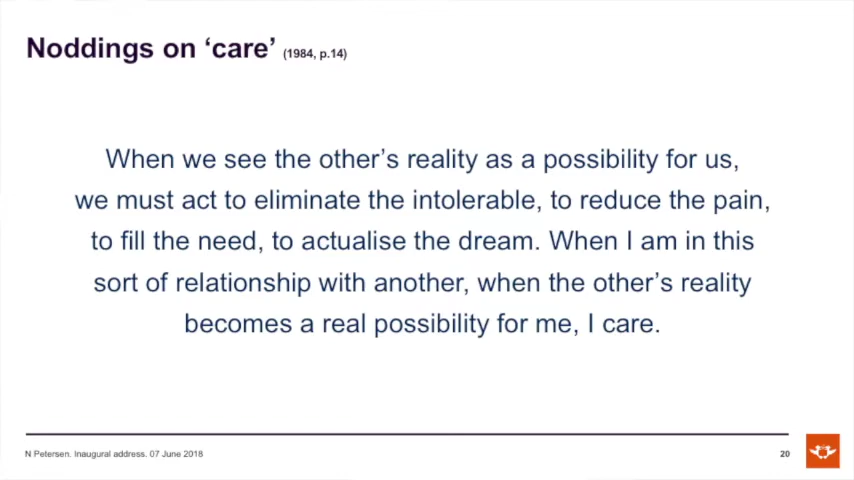 Noddings on ‘care’ (1984, p.14)
When we see the other’s reality as a possibility for us,
we must act to eliminate the intolerable, to reduce the pain,
to fill the need, to actualise the dream. When I am in this
sort of relationship with another, when the other’s reality
becomes a real possibility for me, I care.
N Petersen. Inaugural address. 07 June 2018
20